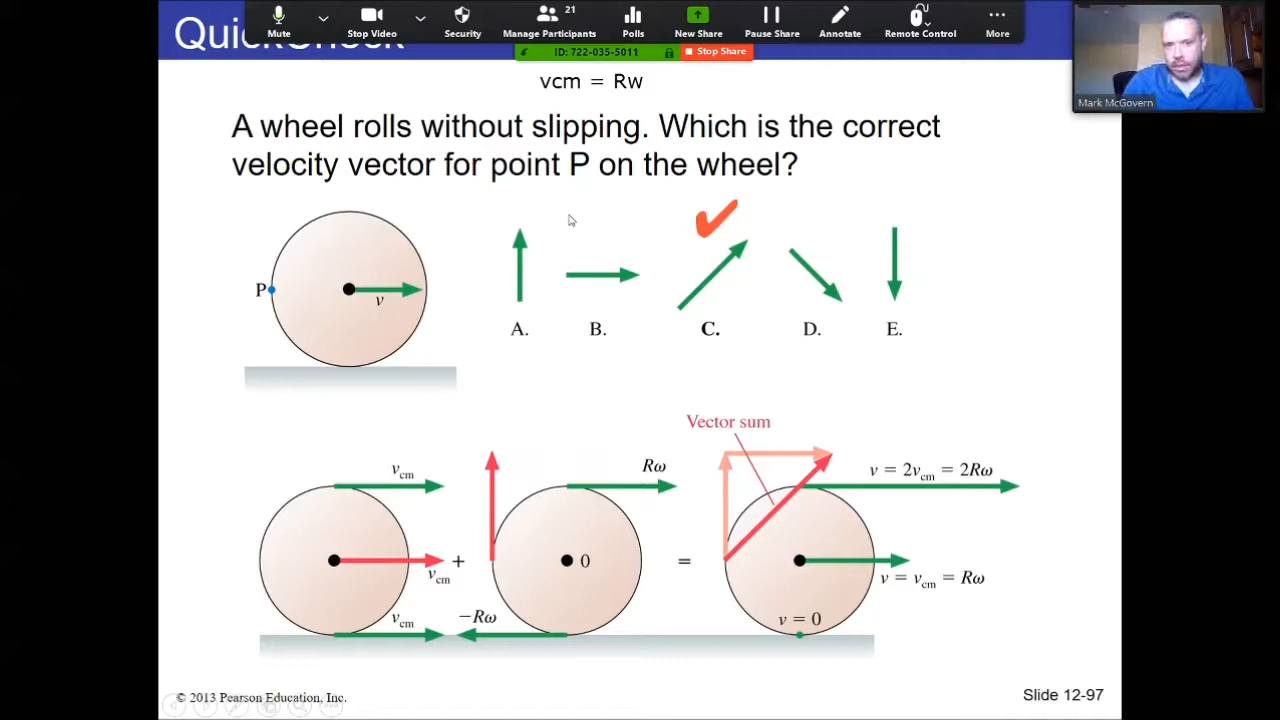 QuickCheck
Mute
Stop Video
Security
21
Manage Participants
Polls
New Share
Pause Share
Annotate
Remote Control
More
ID: 722-035-5011
Stop Share
Mark McGovern
vcm = Rw
A wheel rolls without slipping. Which is the correct
velocity vector for point P on the wheel?
P
v
A.
B.
C.
D.
E.
Vector sum
vcm
Rω
v = 2vcm = 2Rω
vcm
+
0
=
v = vcm = Rω
vcm
−Rω
v = 0
© 2013 Pearson Education, Inc.
Slide 12-97